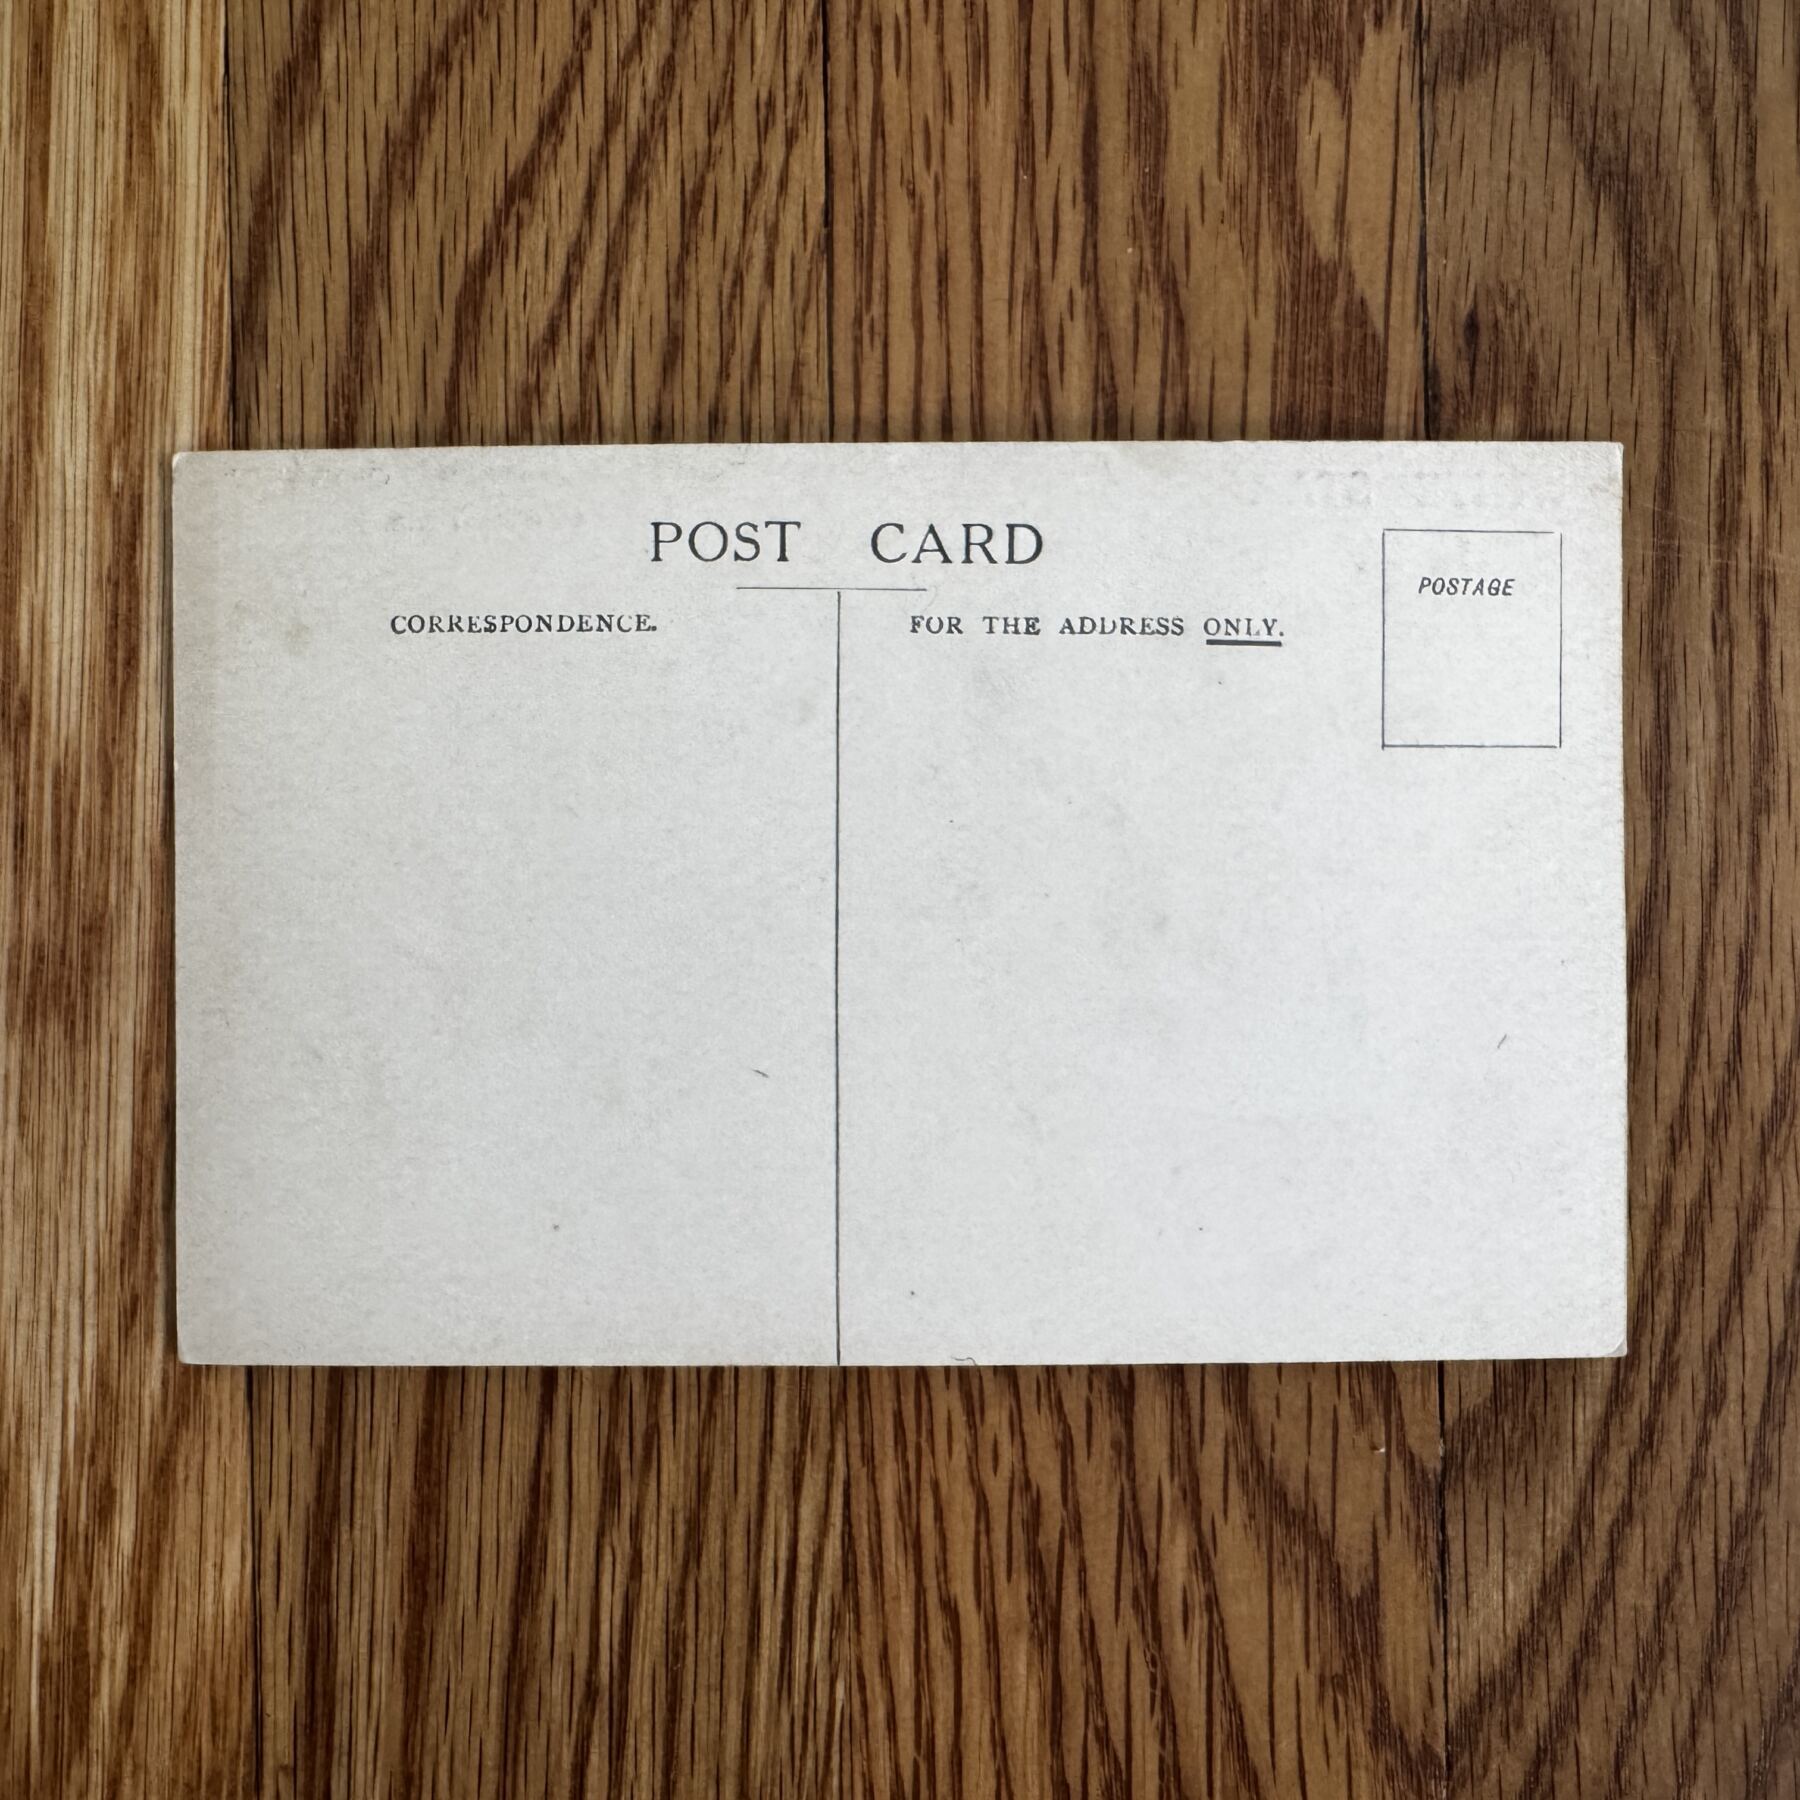 POST CARD
CORRESPONDENCE.
FOR THE ADDRESS ONLY.
POSTAGE